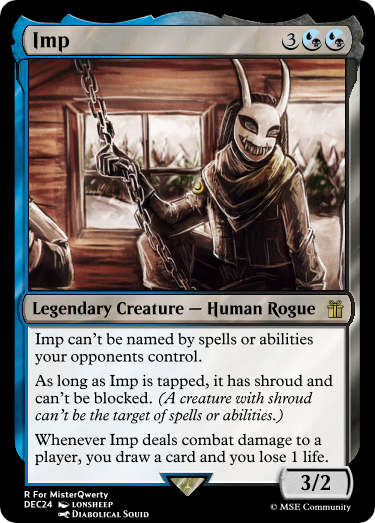 Imp 3
Legendary Creature — Human Rogue
Imp can't be named by spells or abilities
your opponents control.
As long as Imp is tapped, it has shroud and
can't be blocked. (A creature with shroud
can't be the target of spells or abilities.)
Whenever Imp deals combat damage to a
player, you draw a card and you lose 1 life.
3/2
R For MisterQwerty
DEC24 LONSHEEP
Diabolical Squid
© MSE Community